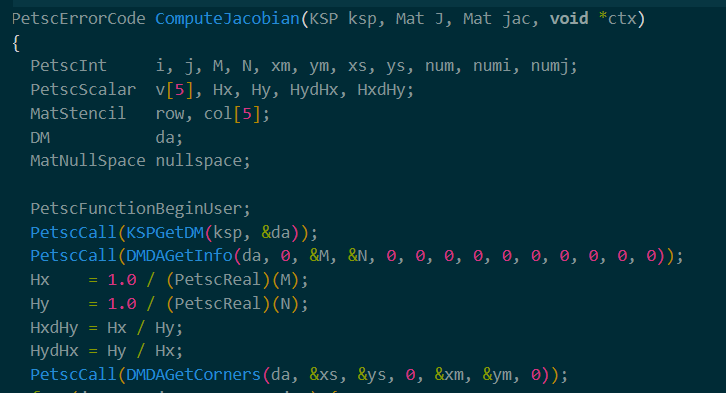 PetscErrorCode ComputeJacobian(KSP ksp, Mat J, Mat jac, void *ctx)
{
  PetscInt     i, j, M, N, xm, ym, xs, ys, num, numi, numj;
  PetscScalar  v[5], Hx, Hy, HydHx, HxdHy;
  MatStencil   row, col[5];
  DM           da;
  MatNullSpace nullspace;

  PetscFunctionBeginUser;
  PetscCall(KSPGetDM(ksp, &da));
  PetscCall(DMDAGetInfo(da, 0, &M, &N, 0, 0, 0, 0, 0, 0, 0, 0, 0, 0));
  Hx    = 1.0 / (PetscReal)(M);
  Hy    = 1.0 / (PetscReal)(N);
  HxdHy = Hx / Hy;
  HydHx = Hy / Hx;
  PetscCall(DMDAGetCorners(da, &xs, &ys, 0, &xm, &ym, 0));